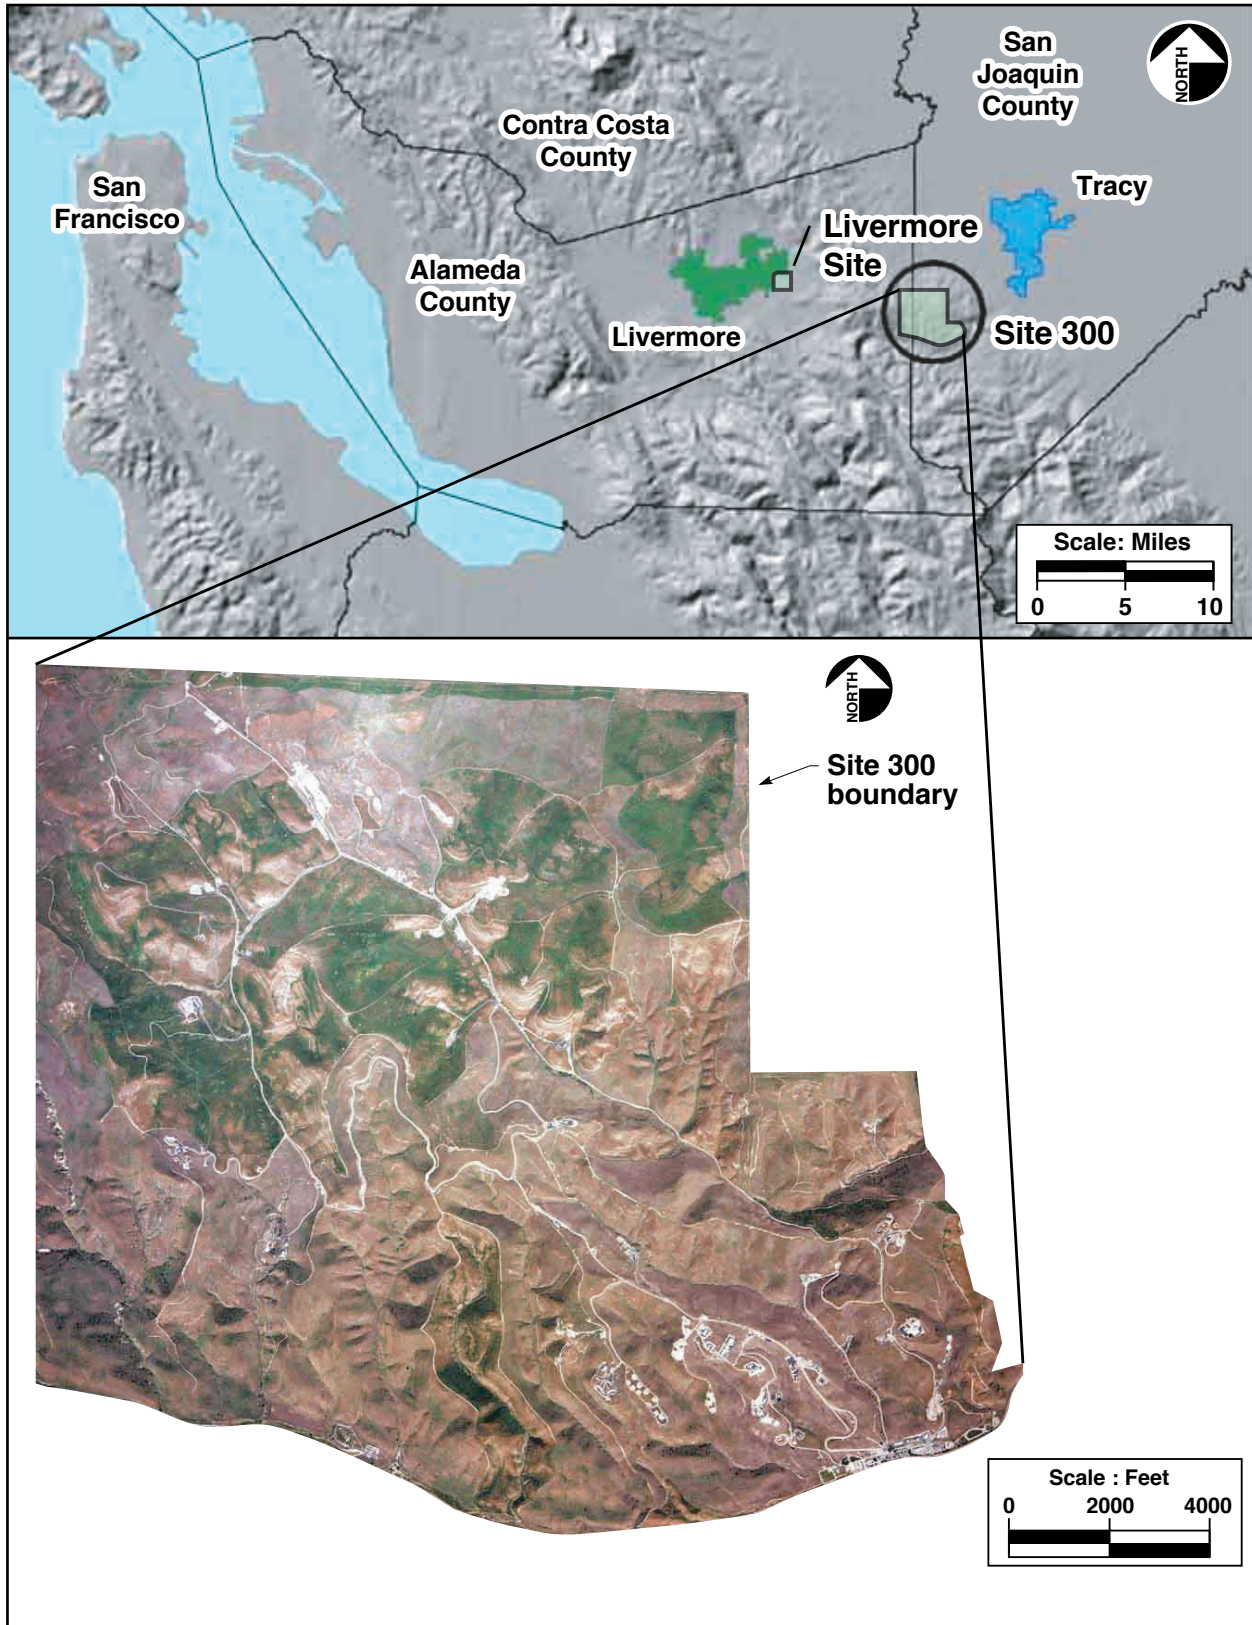 San
Joaquin
County
NORTH
Contra Costa
County
San
Francisco
Tracy
Livermore
Site
Alameda
County
Livermore
Site 300
Scale: Miles
0 5 10
NORTH
Site 300
boundary
Scale : Feet
0 2000 4000